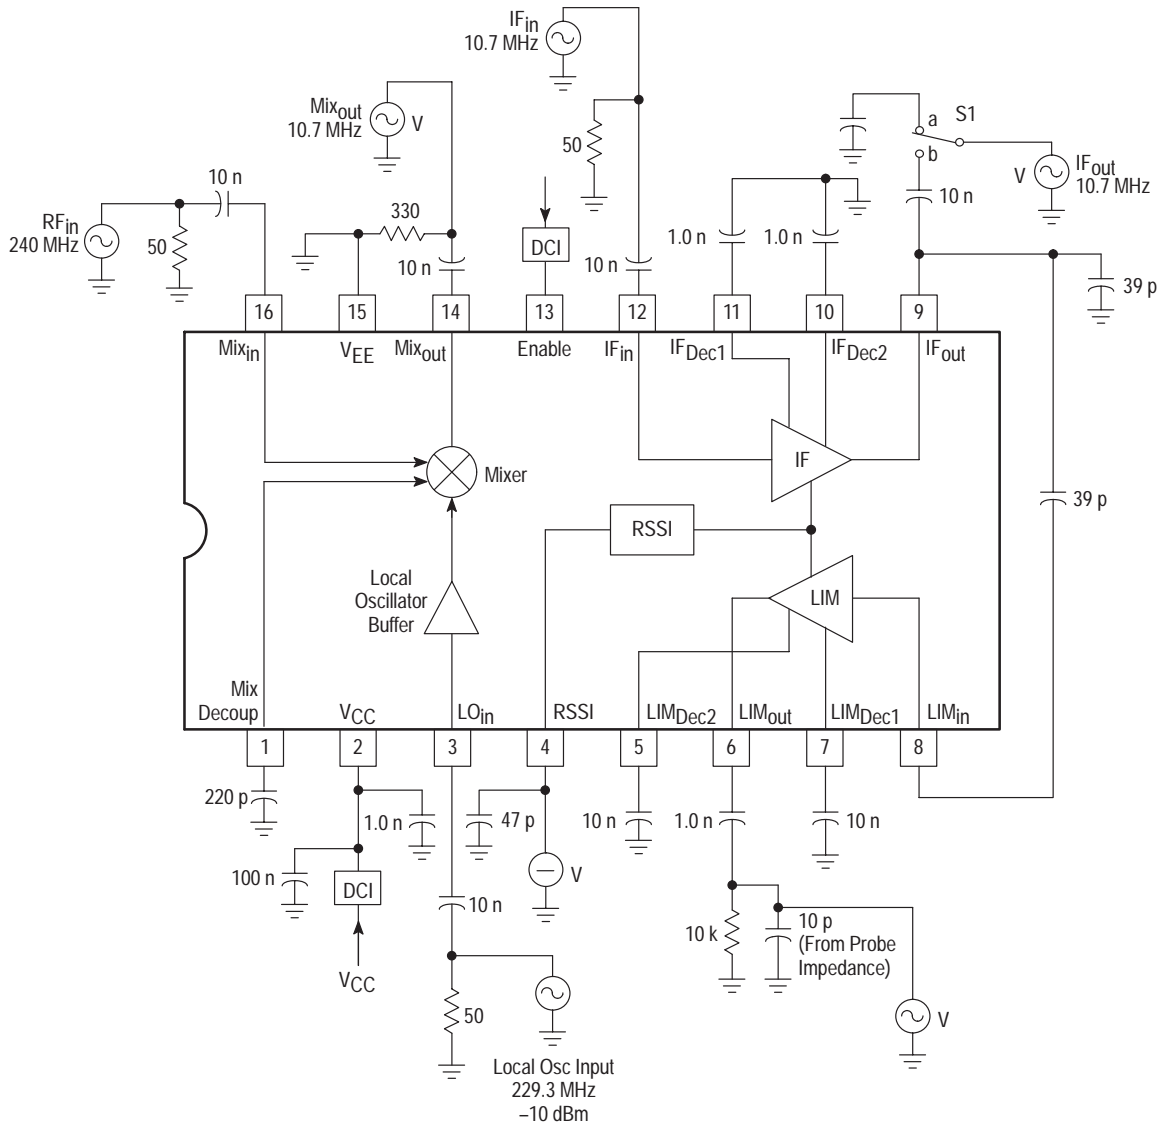 IFin
10.7 MHz
Mixout
10.7 MHz
V
50
a
S1
b
V
IFout
10.7 MHz
10 n
10 n
RFin
240 MHz
50
330
10 n
DCI
10 n
1.0 n
1.0 n
39 p
16
15
14
13
12
11
10
9
Mixin
VEE
Mixout
Enable
IFin
IFDec1
IFDec2
IFout
IF
Mixer
39 p
RSSI
Local
Oscillator
Buffer
LIM
Mix
Decoup
VCC
LOin
RSSI
LIMDec2
LIMout
LIMDec1
LIMin
1
2
3
4
5
6
7
8
220 p
1.0 n
47 p
10 n
1.0 n
10 n
100 n
DCI
V
10 n
VCC
10 k
10 p
(From Probe
Impedance)
50
V
Local Osc Input
229.3 MHz
–10 dBm